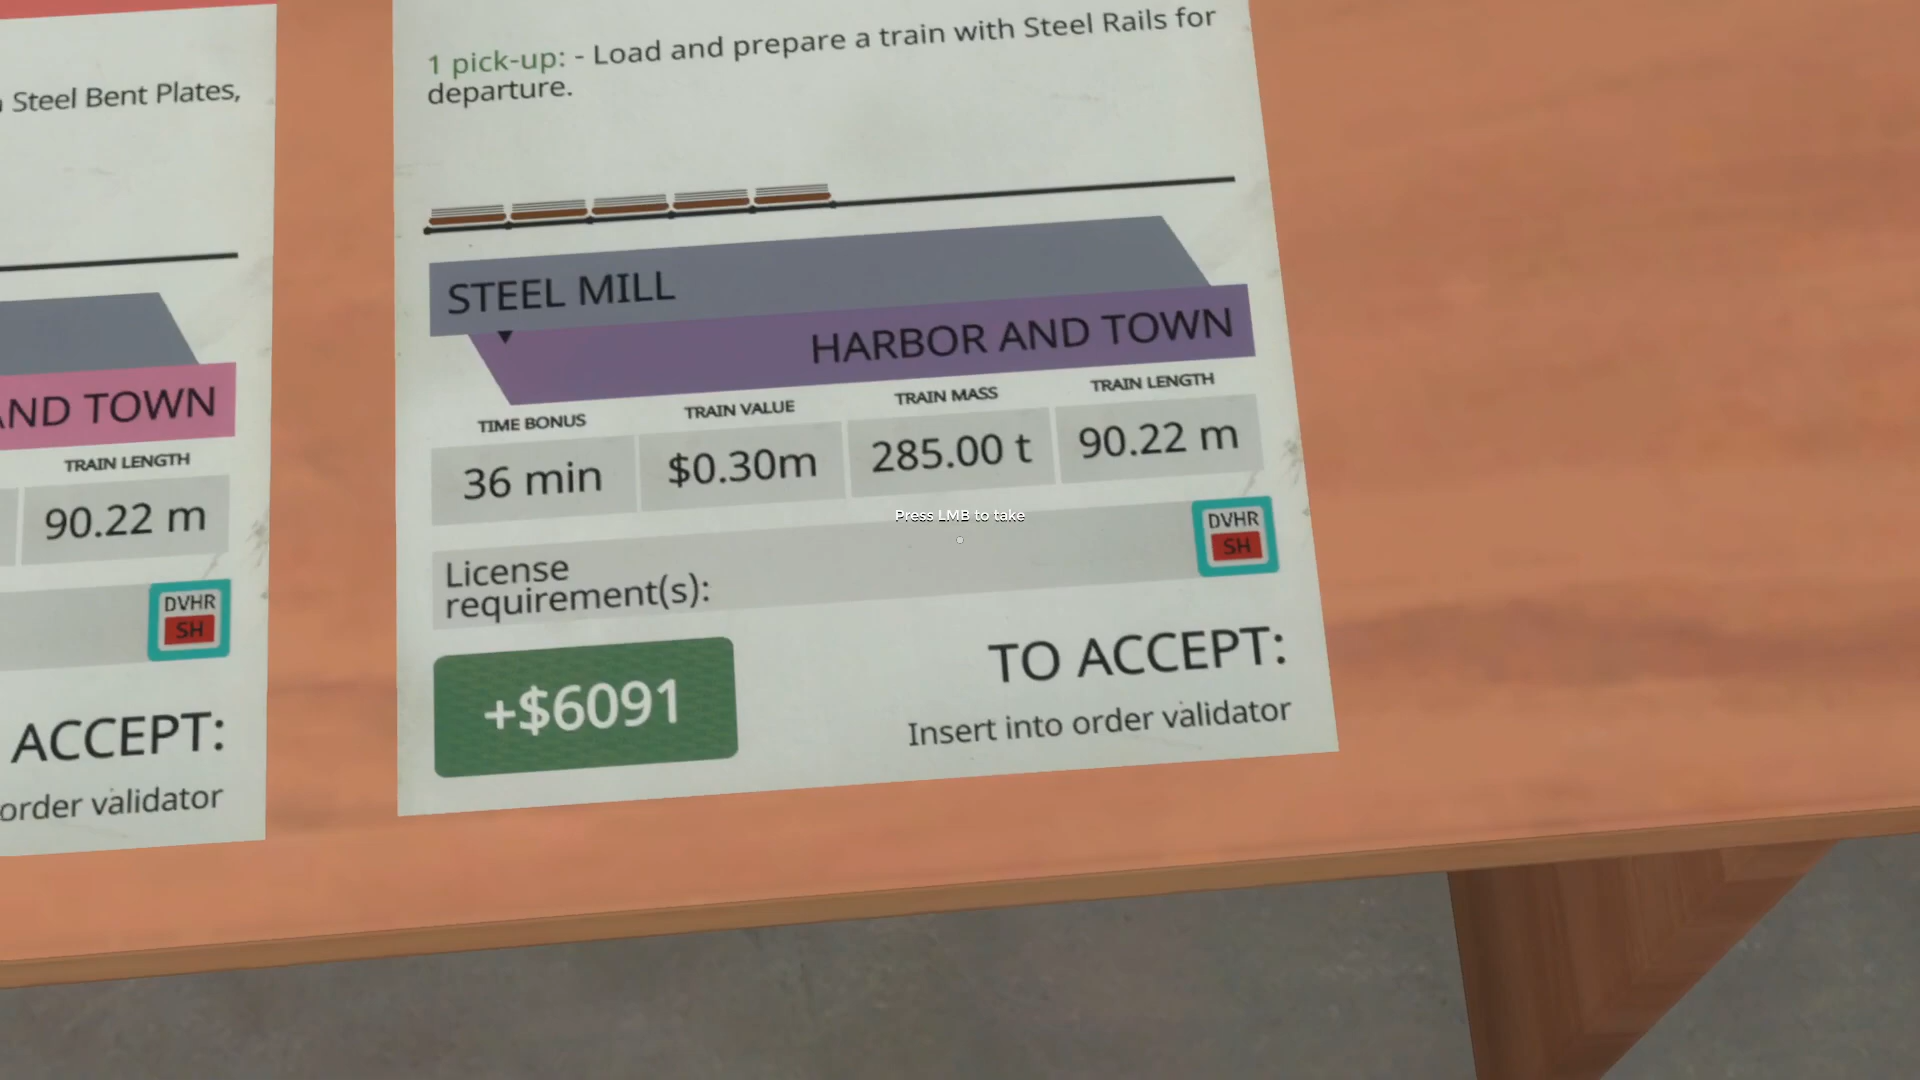 Steel Bent Plates,
AND TOWN
TRAIN LENGTH
90.22 m
DVHR
SH
ACCEPT:
order validator
1 pick-up: - Load and prepare a train with Steel Rails for
departure.
STEEL MILL
HARBOR AND TOWN
TIME BONUS TRAIN VALUE TRAIN MASS TRAIN LENGTH
36 min $0.30m 285.00 t 90.22 m
Press LMB to take
License
requirement(s):
DVHR
SH
+$6091
TO ACCEPT:
Insert into order validator